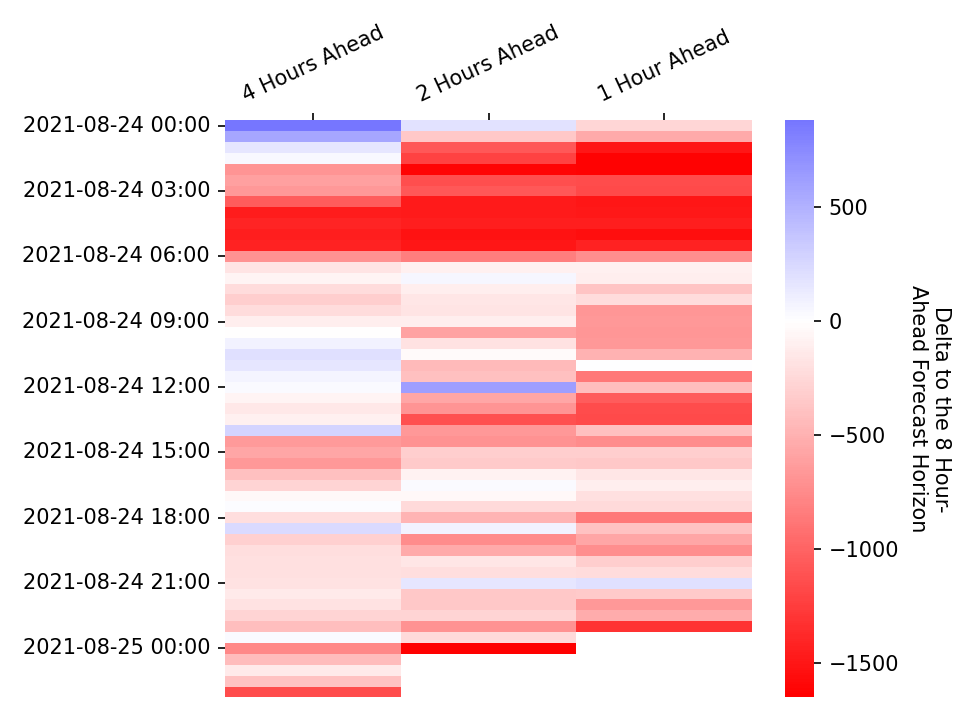 4 Hours Ahead
2 Hours Ahead
1 Hour Ahead
2021-08-24 00:00
2021-08-24 03:00
2021-08-24 06:00
2021-08-24 09:00
2021-08-24 12:00
2021-08-24 15:00
2021-08-24 18:00
2021-08-24 21:00
2021-08-25 00:00
500
0
−500
−1000
−1500
Delta to the 8 Hour-
Ahead Forecast Horizon